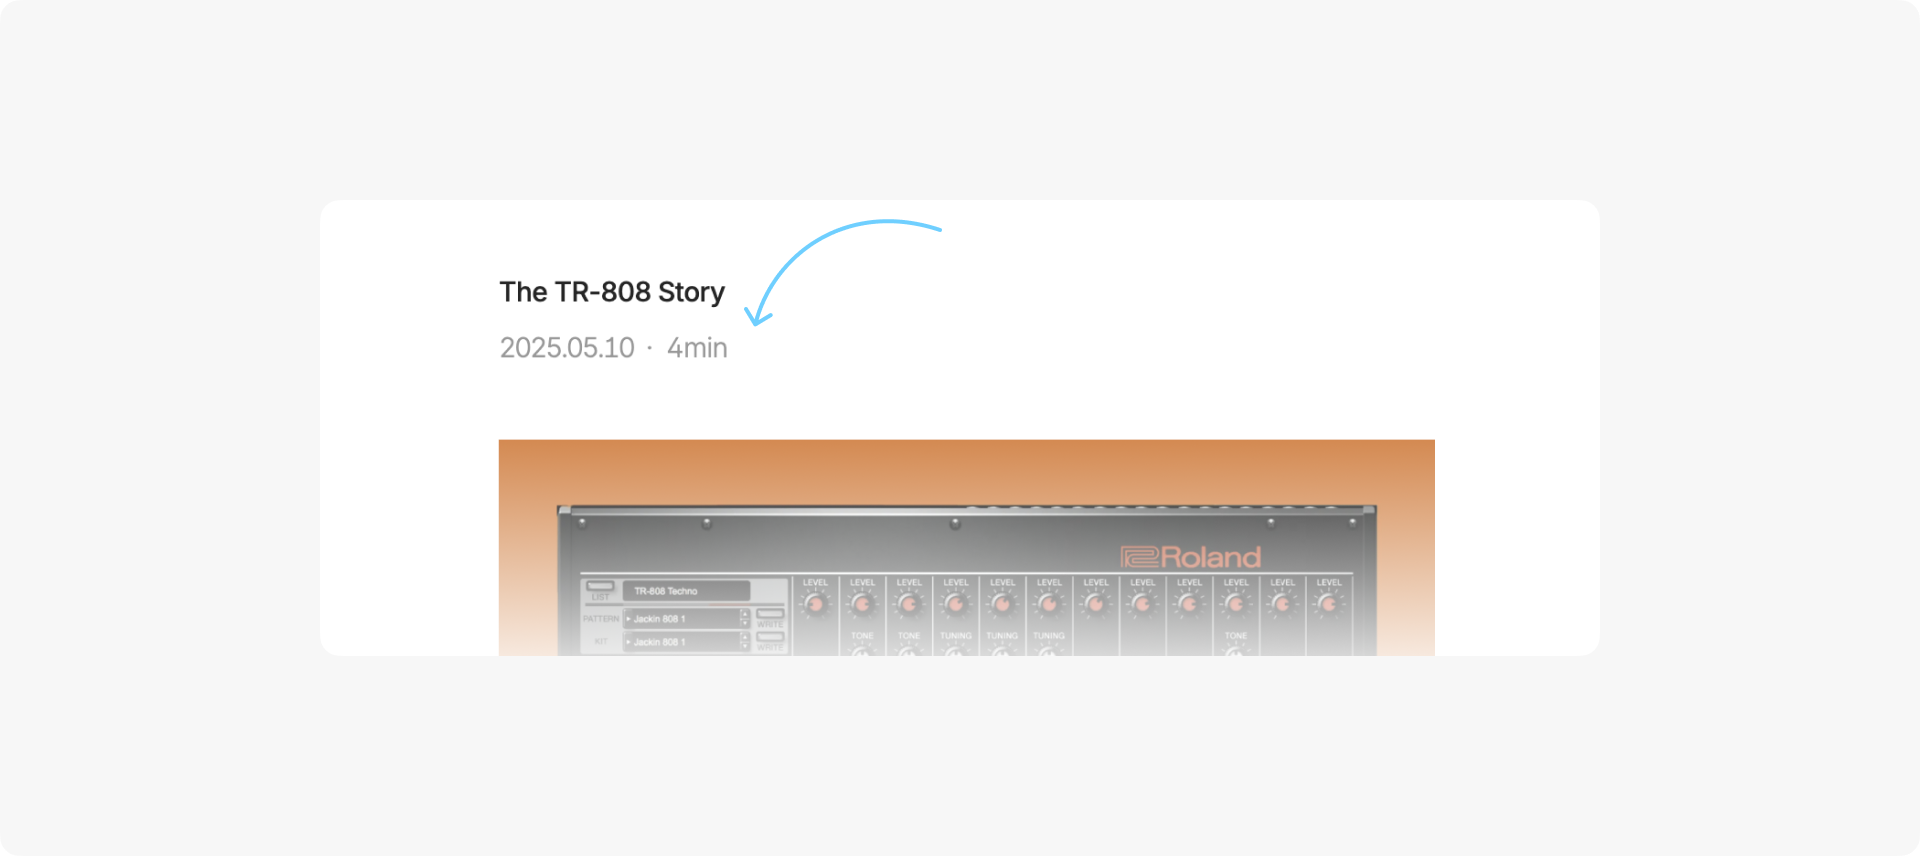 The TR-808 Story
2025.05.10 · 4min
Roland
LEVEL LEVEL LEVEL LEVEL LEVEL LEVEL LEVEL LEVEL LEVEL LEVEL LEVEL LEVEL
TR-808 Techno
LIST
PATTERN Jackin 808 1 WRITE
TONE TONE TUNING TUNING TUNING TONE
KIT Jackin 808 1 WRITE